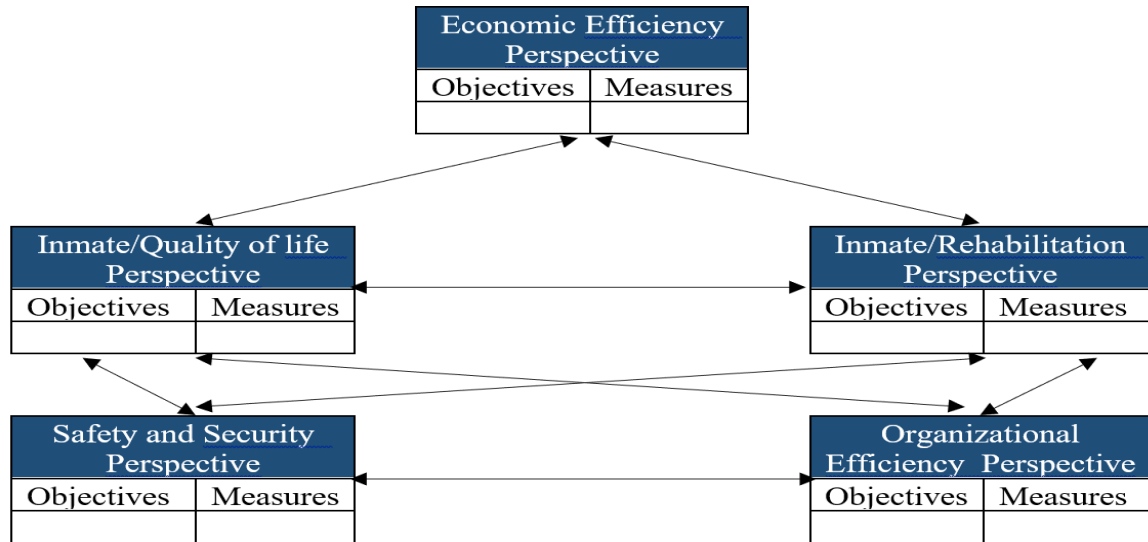 Economic Efficiency
Perspective
Objectives Measures
Inmate/Quality of life
Perspective
Objectives Measures
Inmate/Rehabilitation
Perspective
Objectives Measures
Safety and Security
Perspective
Objectives Measures
Organizational
Efficiency Perspective
Objectives Measures